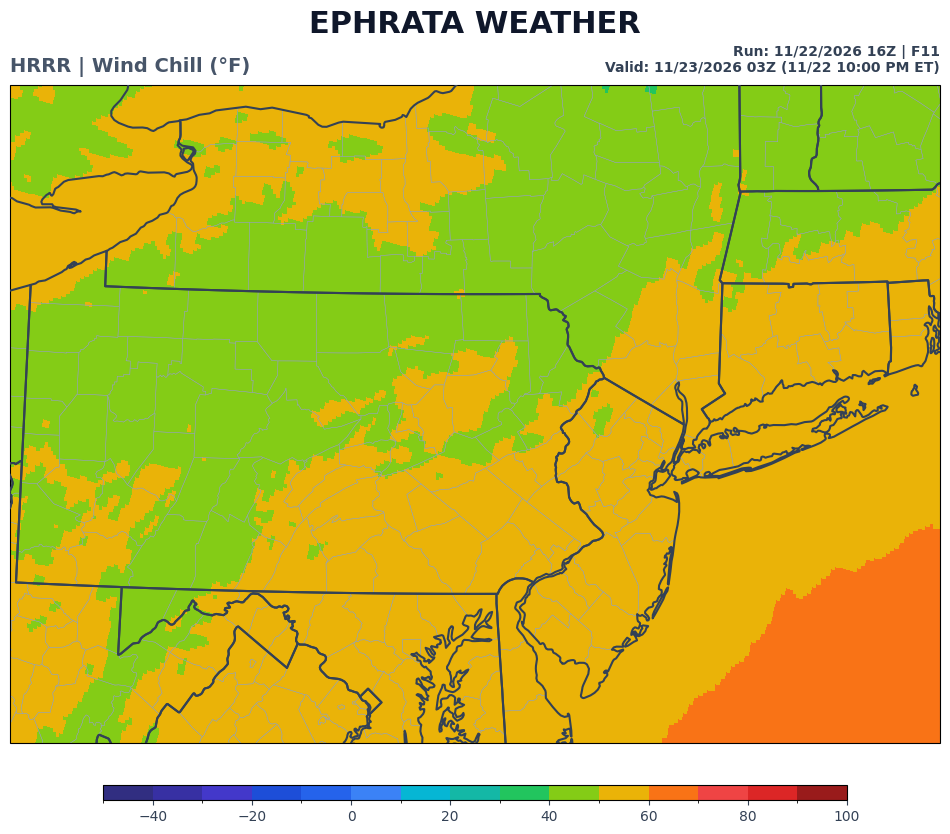 EPHRATA WEATHER
HRRR | Wind Chill (°F)
Run: 11/22/2026 16Z | F11
Valid: 11/23/2026 03Z (11/22 10:00 PM ET)
−40 −20 0 20 40 60 80 100